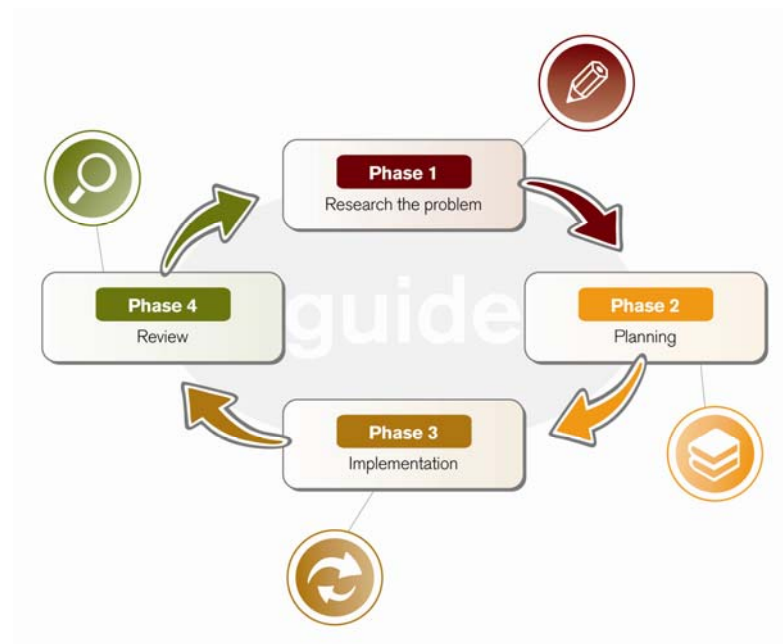 Phase 1
Research the problem
Phase 2
Planning
Phase 3
Implementation
Phase 4
Review
guide